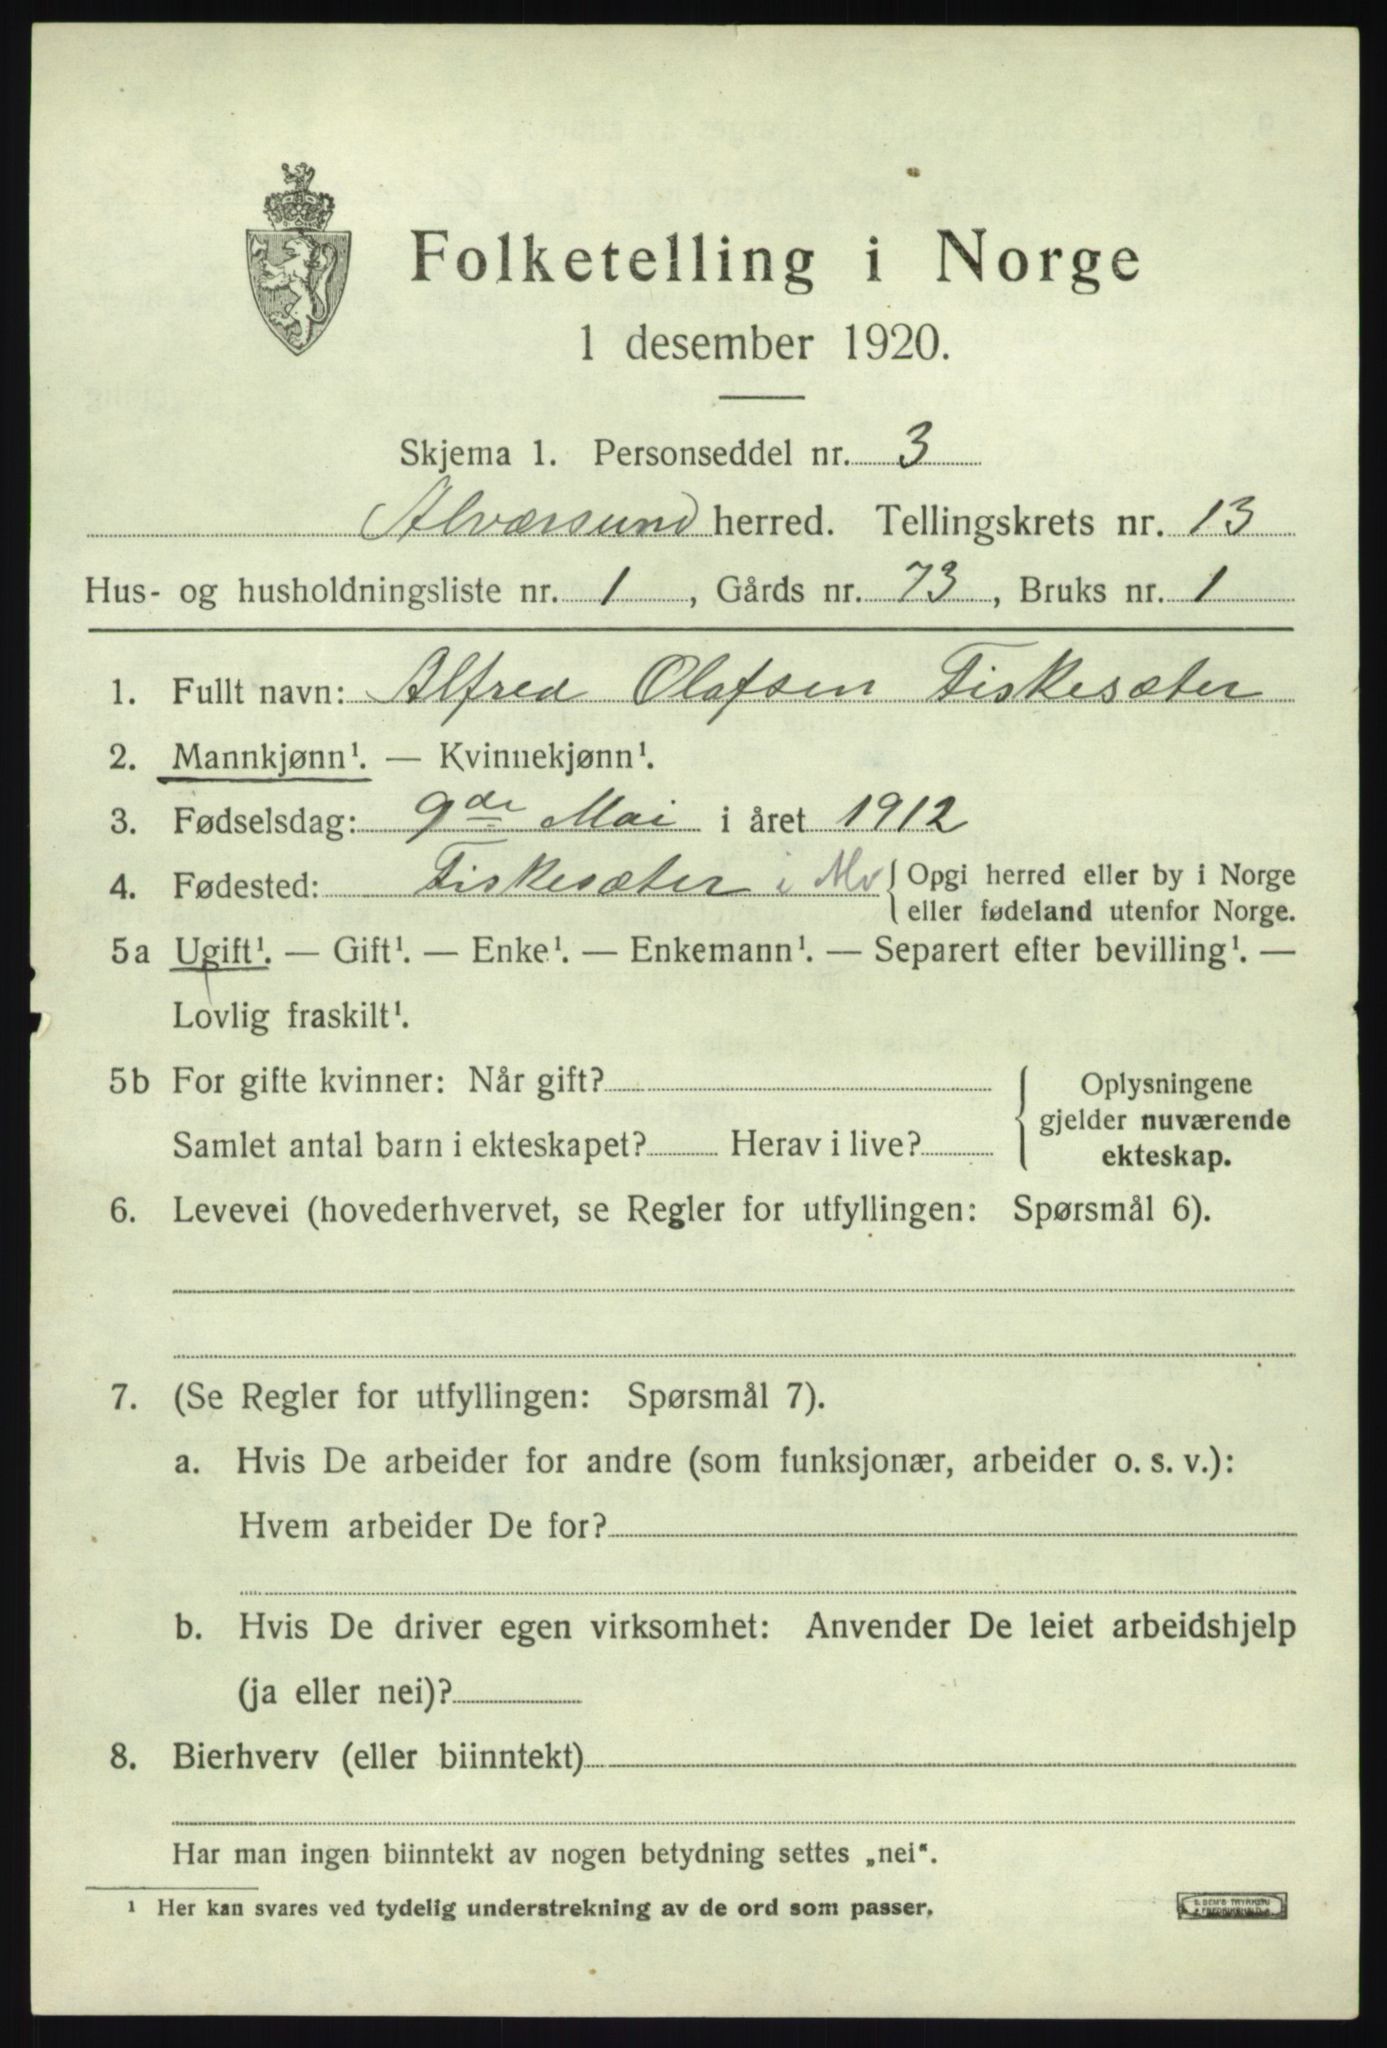 Folketelling i Norge
1 desember 1920.
Skjema 1. Personseddel nr. 3
Alværsund herred. Tellingskrets nr. 13
Hus- og husholdningsliste nr. 1, Gårds nr. 73, Bruks nr. 1
1. Fullt navn: Alfred Olafsen Fiskesæter
2. Mannkjønn¹. — Kvinnekjønn¹.
3. Fødselsdag: 9de Mai i året 1912
4. Fødested: Fiskesæter i Alv { Opgi herred eller by i Norge
eller fødeland utenfor Norge.
5a Ugift¹. — Gift¹. — Enke¹. — Enkemann¹. — Separert efter bevilling¹. —
Lovlig fraskilt¹.
5b For gifte kvinner: Når gift? { Oplysningene
gjelder nuværende
Samlet antal barn i ekteskapet? Herav i live?
ekteskap.
6. Levevei (hovederhvervet, se Regler for utfyllingen: Spørsmål 6).
7. (Se Regler for utfyllingen: Spørsmål 7).
a. Hvis De arbeider for andre (som funksjonær, arbeider o. s. v.):
Hvem arbeider De for?
b. Hvis De driver egen virksomhet: Anvender De leiet arbeidshjelp
(ja eller nei)?
8. Bierhverv (eller biinntekt)
Har man ingen biinntekt av nogen betydning settes „nei“.
¹ Her kan svares ved tydelig understrekning av de ord som passer.